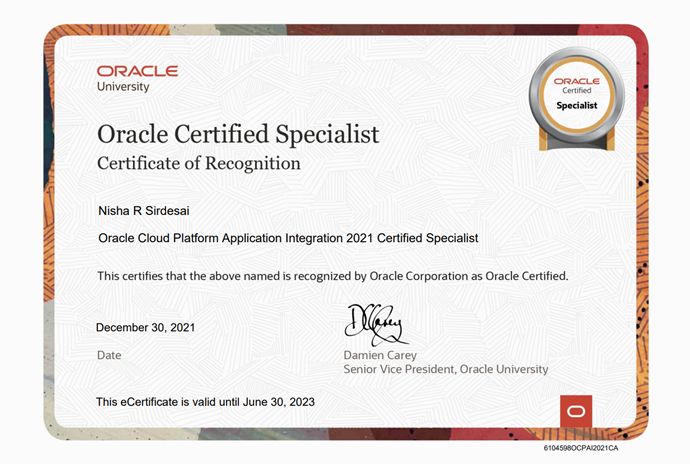 ORACLE
University
ORACLE
Certified
Specialist
Oracle Certified Specialist
Certificate of Recognition
Nisha R Sirdesai
Oracle Cloud Platform Application Integration 2021 Certified Specialist
This certifies that the above named is recognized by Oracle Corporation as Oracle Certified.
December 30, 2021
Date
DCarey
Damien Carey
Senior Vice President, Oracle University
This eCertificate is valid until June 30, 2023
6104598OCPAI2021CA